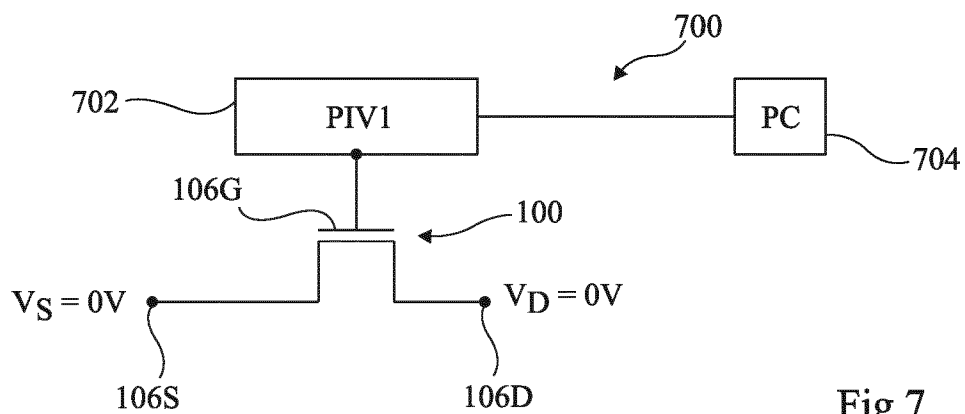 700
702
PIV1
PC
704
106G
100
V_S = 0V
V_D = 0V
106S
106D
Fig 7